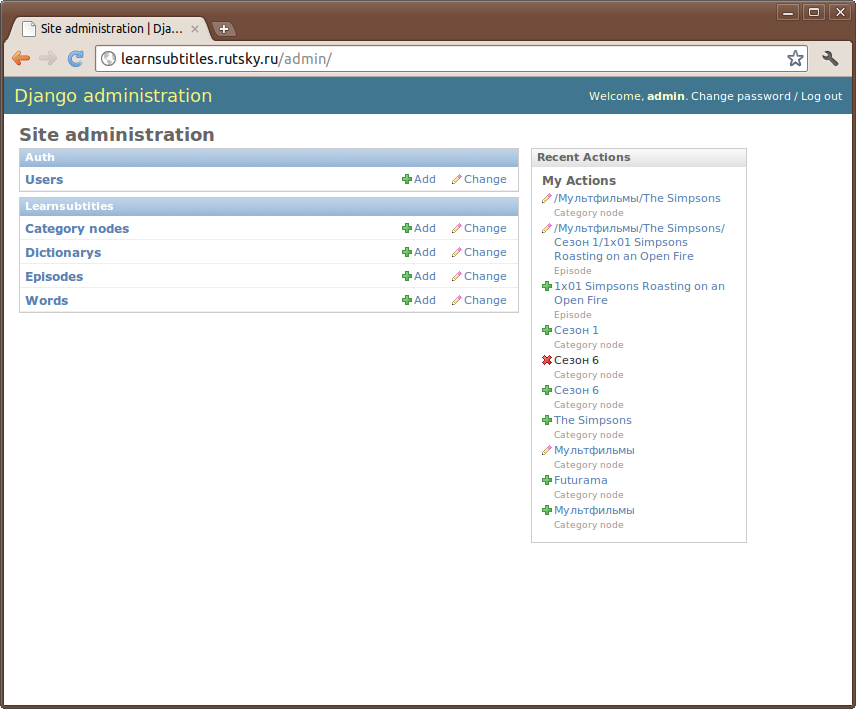 Site administration | Dja...
learnsubtitles.rutsky.ru/admin/
Django administration
Welcome, admin. Change password / Log out
Site administration
Auth
Users Add Change
Learnsubtitles
Category nodes Add Change
Dictionarys Add Change
Episodes Add Change
Words Add Change
Recent Actions
My Actions
/Мультфильмы/The Simpsons
Category node
/Мультфильмы/The Simpsons/
Сезон 1/1x01 Simpsons
Roasting on an Open Fire
Episode
1x01 Simpsons Roasting on an
Open Fire
Episode
Сезон 1
Category node
Сезон 6
Category node
Сезон 6
Category node
The Simpsons
Category node
Мультфильмы
Category node
Futurama
Category node
Мультфильмы
Category node